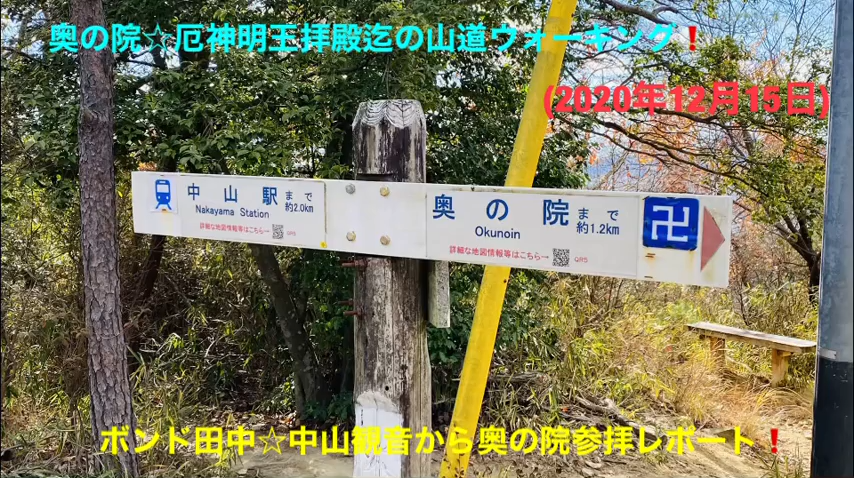 奥の院☆厄神明王拝殿迄の山道ウォーキング❗
(2020年12月15日)
中山駅まで約2.0km
Nakayama Station
詳細な地図情報等はこちら→ QRS
奥の院まで約1.2km
Okunoin
詳細な地図情報等はこちら→ QRS
卍
ボンド田中☆中山観音から奥の院参拝レポート❗